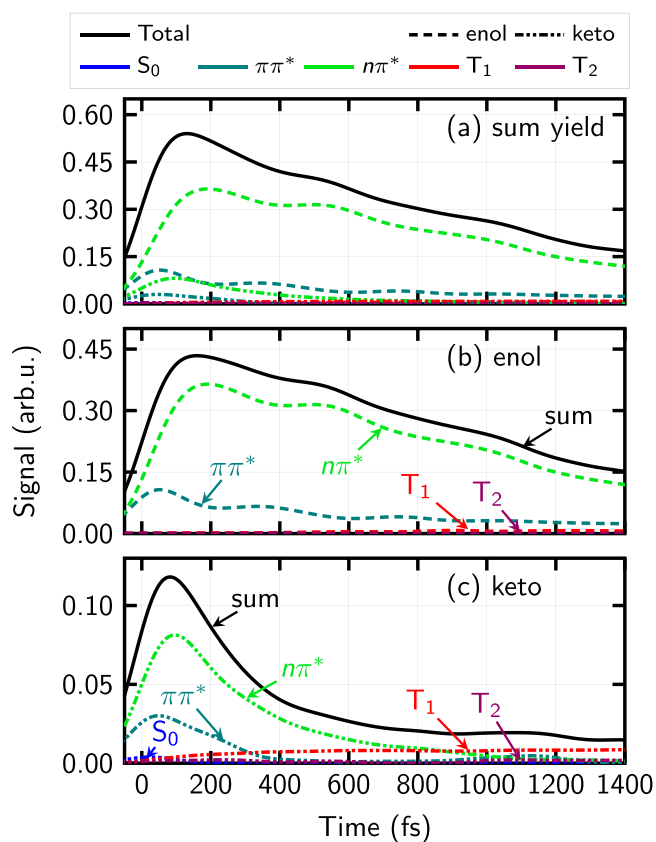 Total enol keto
S₀ ππ* nπ* T₁ T₂
(a) sum yield
0.60
0.45
0.30
0.15
0.00
Signal (arb.u.)
(b) enol
0.45
0.30
0.15
0.00
sum
nπ*
ππ*
T₁
T₂
(c) keto
0.10
0.05
0.00
sum
nπ*
ππ*
S₀
T₁
T₂
0 200 400 600 800 1000 1200 1400
Time (fs)